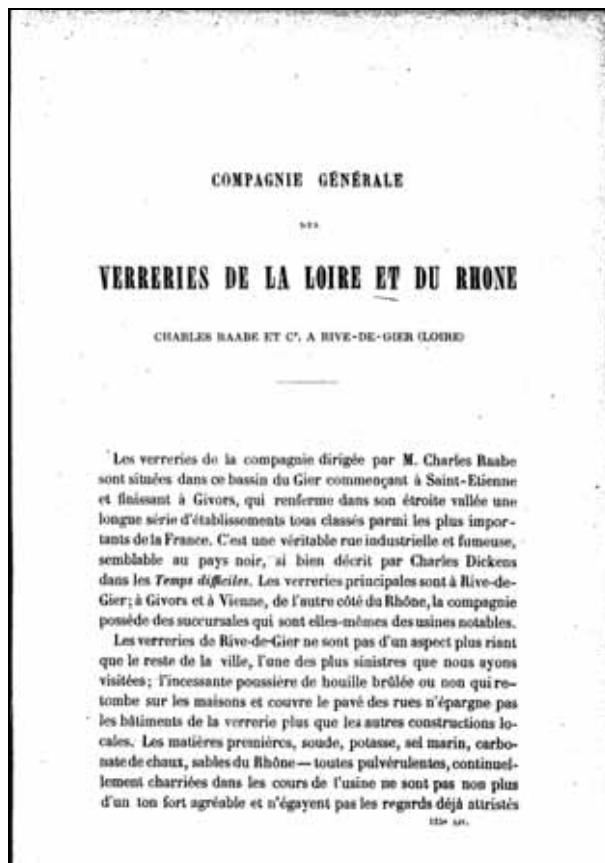 COMPAGNIE GÉNÉRALE
DES
VERRERIES DE LA LOIRE ET DU RHONE
CHARLES RAABE ET Cᵉ, A RIVE-DE-GIER (LOIRE)
Les verreries de la compagnie dirigée par M. Charles Raabe
sont situées dans ce bassin du Gier commençant à Saint-Etienne
et finissant à Givors, qui renferme dans son étroite vallée une
longue série d'établissements tous classés parmi les plus impor-
tants de la France. C'est une véritable rue industrielle et fumeuse,
semblable au pays noir, si bien décrit par Charles Dickens
dans les Temps difficiles. Les verreries principales sont à Rive-de-
Gier; à Givors et à Vienne, de l'autre côté du Rhône, la compagnie
possède des succursales qui sont elles-mêmes des usines notables.
Les verreries de Rive-de-Gier ne sont pas d'un aspect plus riant
que le reste de la ville, l'une des plus sinistres que nous ayons
visitées; l'incessante poussière de houille brûlée ou non qui re-
tombe sur les maisons et couvre le pavé des rues n'épargne pas
les bâtiments de la verrerie plus que les autres constructions lo-
cales. Les matières premières, soude, potasse, sel marin, carbo-
nate de chaux, sables du Rhône — toutes pulvérulentes, continuel-
lement charriées dans les cours de l'usine ne sont pas non plus
d'un ton fort agréable et n'égayent pas les regards déjà attristés
LIV.